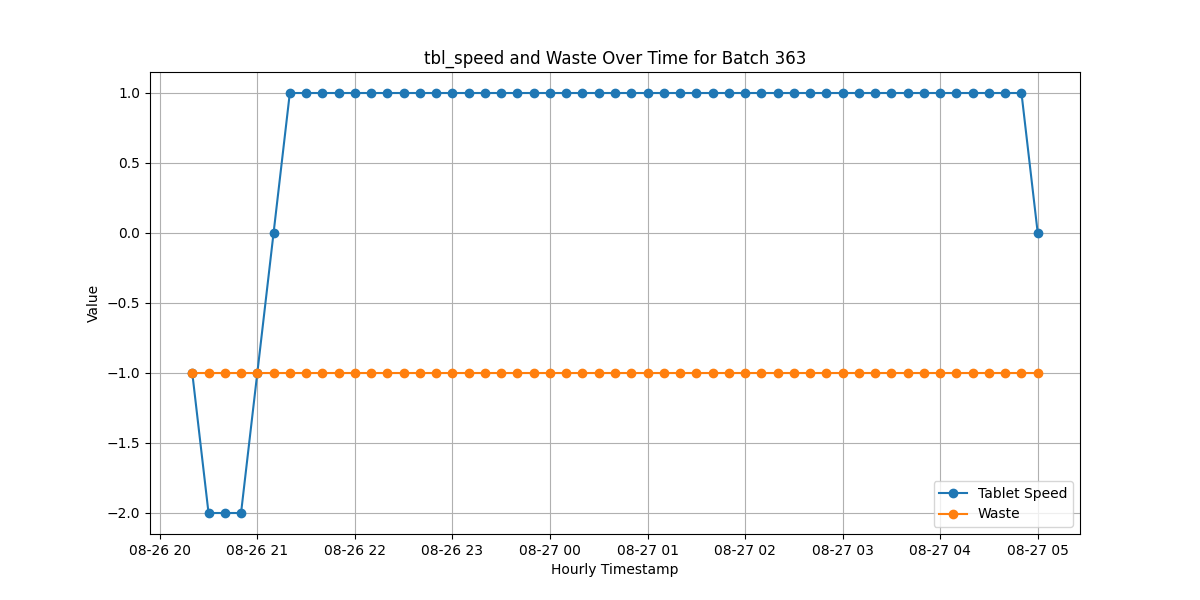 tbl_speed and Waste Over Time for Batch 363
Value
1.0
0.5
0.0
−0.5
−1.0
−1.5
−2.0
Tablet Speed
Waste
08-26 20 08-26 21 08-26 22 08-26 23 08-27 00 08-27 01 08-27 02 08-27 03 08-27 04 08-27 05
Hourly Timestamp